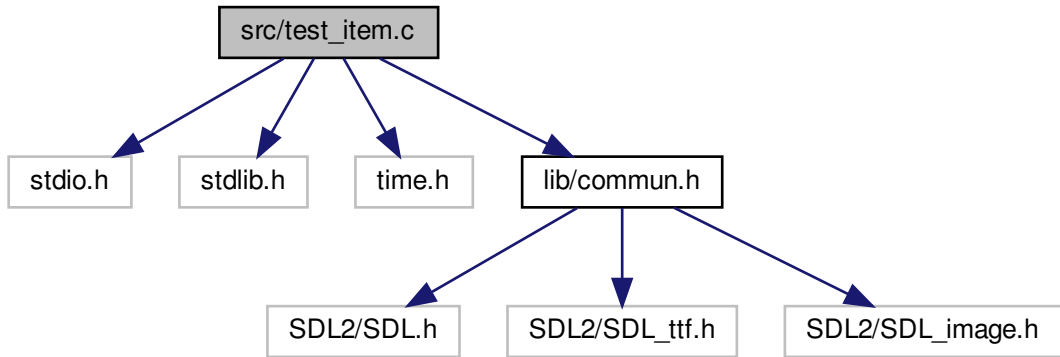 src/test_item.c
stdio.h
stdlib.h
time.h
lib/commun.h
SDL2/SDL.h
SDL2/SDL_ttf.h
SDL2/SDL_image.h